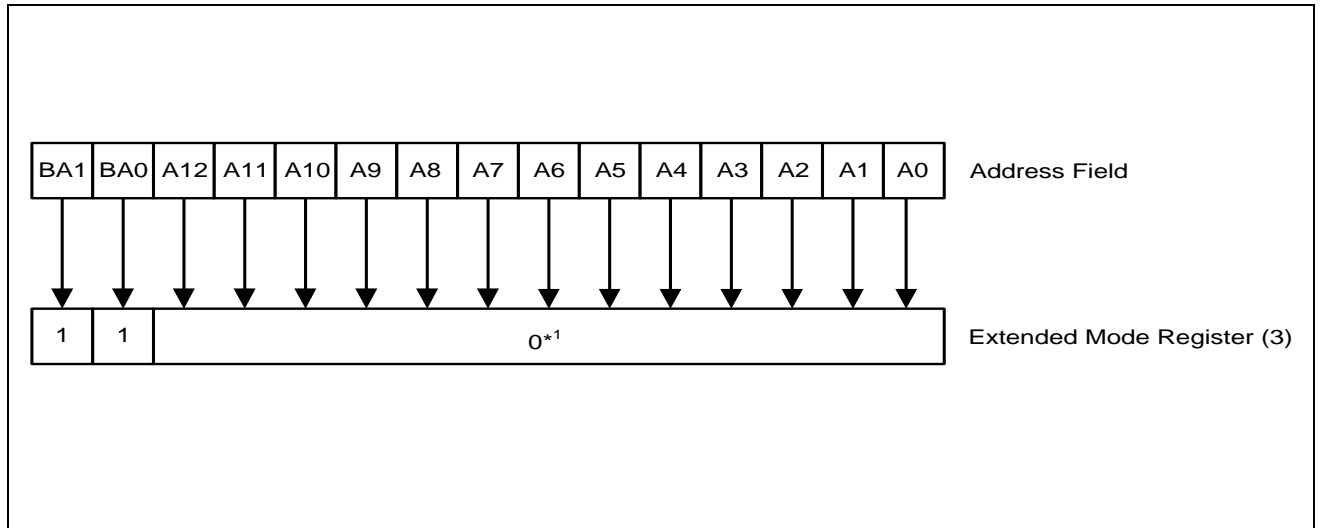 BA1 BA0 A12 A11 A10 A9 A8 A7 A6 A5 A4 A3 A2 A1 A0 Address Field
1 1 0*1 Extended Mode Register (3)